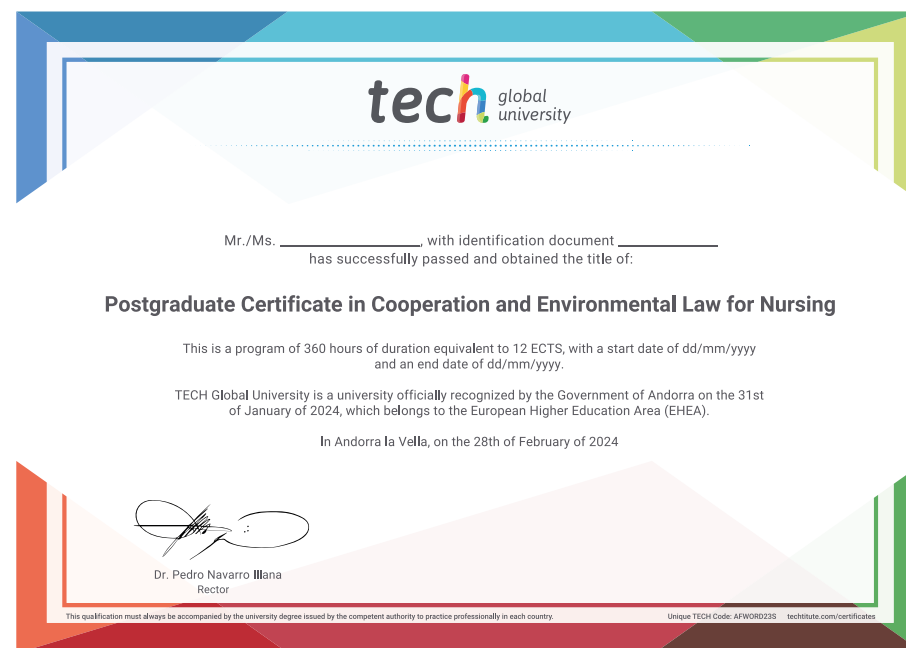 tech global university
Mr./Ms. ____________, with identification document ____________
has successfully passed and obtained the title of:
Postgraduate Certificate in Cooperation and Environmental Law for Nursing
This is a program of 360 hours of duration equivalent to 12 ECTS, with a start date of dd/mm/yyyy
and an end date of dd/mm/yyyy.
TECH Global University is a university officially recognized by the Government of Andorra on the 31st
of January of 2024, which belongs to the European Higher Education Area (EHEA).
In Andorra la Vella, on the 28th of February of 2024
Dr. Pedro Navarro Illana
Rector
This qualification must always be accompanied by the university degree issued by the competent authority to practice professionally in each country.
Unique TECH Code: AFWORD23S techtitute.com/certificates